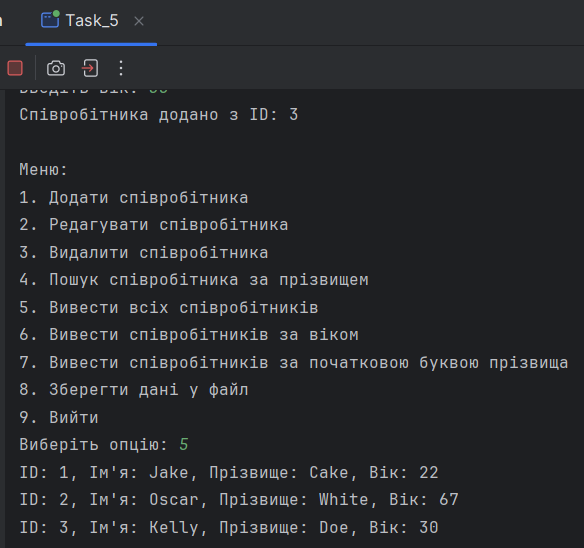 Task_5
Співробітника додано з ID: 3
Меню:
1. Додати співробітника
2. Редагувати співробітника
3. Видалити співробітника
4. Пошук співробітника за прізвищем
5. Вивести всіх співробітників
6. Вивести співробітників за віком
7. Вивести співробітників за початковою буквою прізвища
8. Зберегти дані у файл
9. Вийти
Виберіть опцію: 5
ID: 1, Ім'я: Jake, Прізвище: Cake, Вік: 22
ID: 2, Ім'я: Oscar, Прізвище: White, Вік: 67
ID: 3, Ім'я: Kelly, Прізвище: Doe, Вік: 30